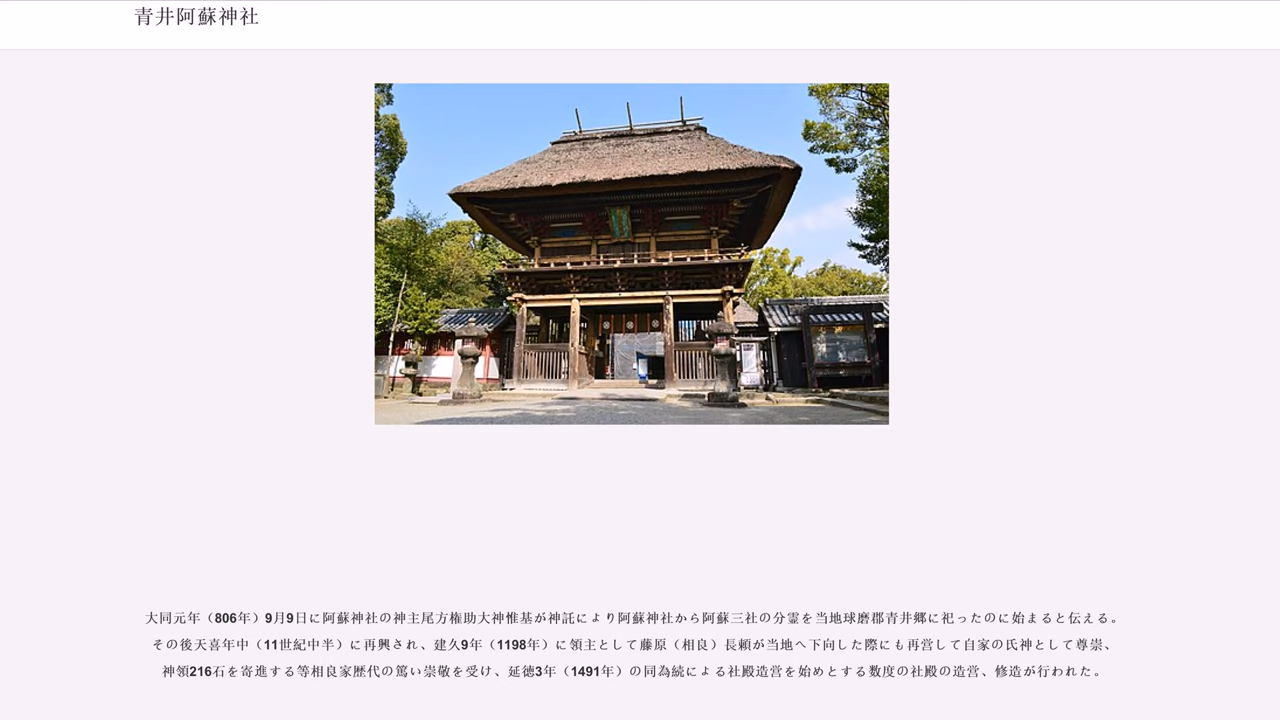 青井阿蘇神社
大同元年（806年）9月9日に阿蘇神社の神主尾方権助大神惟基が神託により阿蘇神社から阿蘇三社の分霊を当地球磨郡青井郷に祀ったのに始まると伝える。
その後天喜年中（11世紀中半）に再興され、建久9年（1198年）に領主として藤原（相良）長頼が当地へ下向した際にも再営して自家の氏神として尊崇、
神領216石を寄進する等相良家歴代の篤い崇敬を受け、延徳3年（1491年）の同為続による社殿造営を始めとする数度の社殿の造営、修造が行われた。